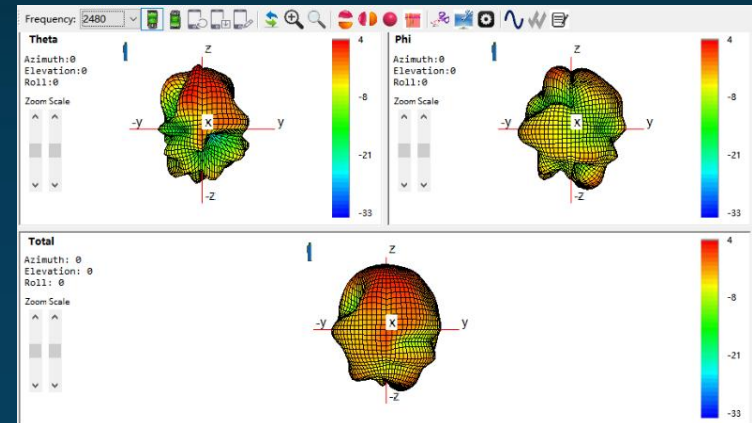 Frequency: 2480
Theta
Azimuth:0
Elevation:0
Roll:0
Zoom Scale
z
-y
x
y
-z
4
-8
-21
-33
Phi
Azimuth:0
Elevation:0
Roll:0
Zoom Scale
z
-y
x
y
-z
4
-8
-21
-33
Total
Azimuth: 0
Elevation: 0
Roll: 0
Zoom Scale
z
-y
x
y
-z
4
-8
-21
-33